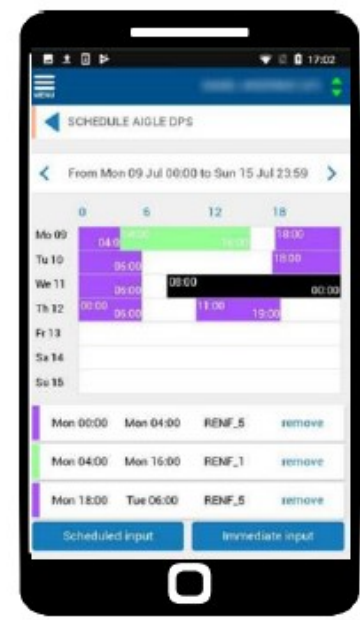 17:02
MENU
SCHEDULE AIGLE DPS
From Mon 09 Jul 00:00 to Sun 15 Jul 23:59
0 6 12 18
Mo 09 04:0 18:00
Tu 10 06:00 18:00
We 11 06:00 08:00 00:00
Th 12 00:00 06:00 11:00 19:00
Fr 13
Sa 14
Su 15
Mon 00:00 Mon 04:00 RENF_5 remove
Mon 04:00 Mon 16:00 RENF_1 remove
Mon 18:00 Tue 06:00 RENF_5 remove
Scheduled input Immediate input